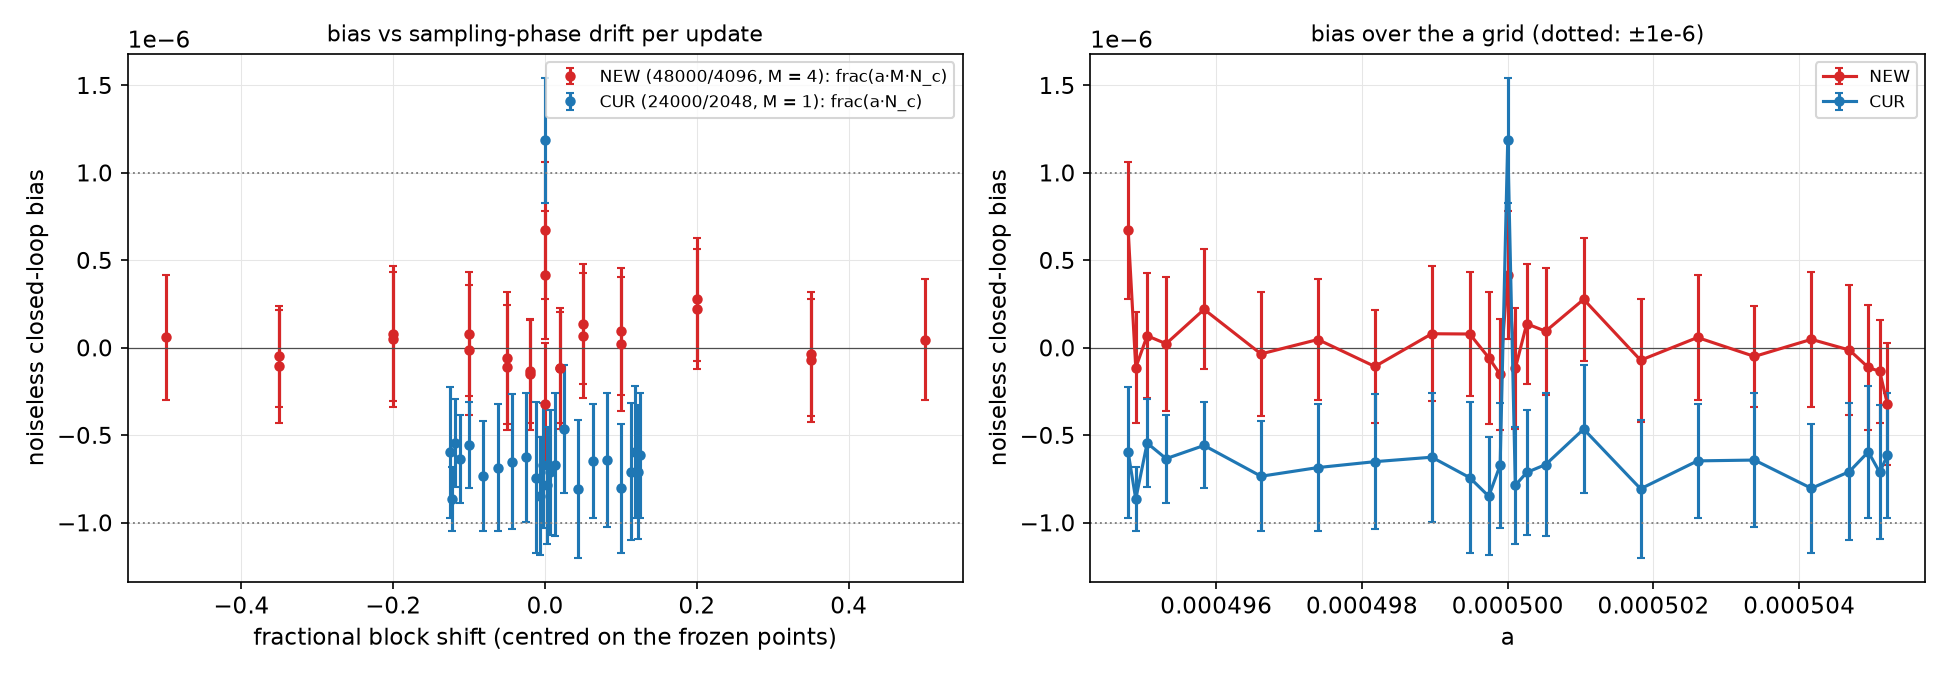 bias vs sampling-phase drift per update
1e−6
NEW (48000/4096, M = 4): frac(a·M·N_c)
CUR (24000/2048, M = 1): frac(a·N_c)
noiseless closed-loop bias
1.5
1.0
0.5
0.0
−0.5
−1.0
−0.4
−0.2
0.0
0.2
0.4
fractional block shift (centred on the frozen points)
bias over the a grid (dotted: ±1e-6)
1e−6
NEW
CUR
noiseless closed-loop bias
1.5
1.0
0.5
0.0
−0.5
−1.0
0.000496
0.000498
0.000500
0.000502
0.000504
a